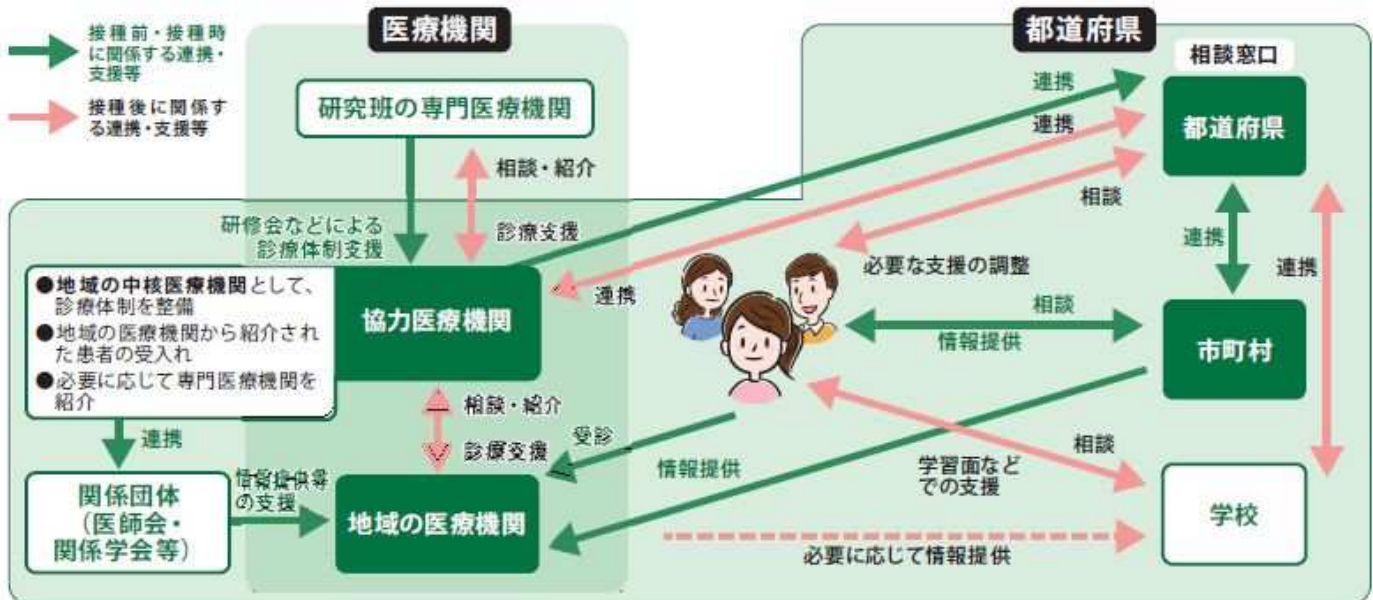 接種前・接種時
に関係する連携・
支援等
接種後に関係す
る連携・支援等
医療機関
研究班の専門医療機関
相談・紹介
診療支援
研修会などによる
診療体制支援
●地域の中核医療機関として、
診療体制を整備
●地域の医療機関から紹介され
た患者の受入れ
●必要に応じて専門医療機関を
紹介
協力医療機関
連携
関係団体
(医師会・
関係学会等)
情報提供等
の支援
相談・紹介
診療支援
地域の医療機関
都道府県
相談窓口
都道府県
連携
連携
相談
連携
必要な支援の調整
連携
連携
相談
情報提供
市町村
受診
情報提供
相談
学習面など
での支援
学校
必要に応じて情報提供